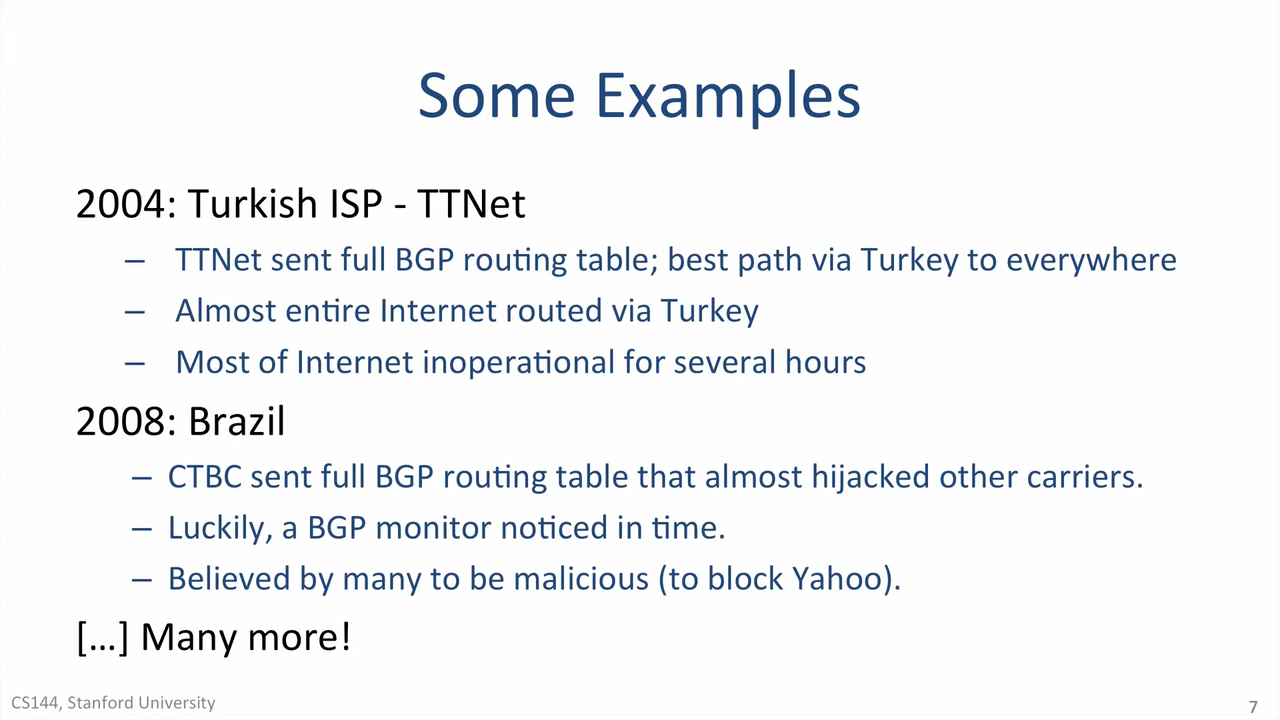 Some Examples
2004: Turkish ISP - TTNet
– TTNet sent full BGP routing table; best path via Turkey to everywhere
– Almost entire Internet routed via Turkey
– Most of Internet inoperational for several hours
2008: Brazil
– CTBC sent full BGP routing table that almost hijacked other carriers.
– Luckily, a BGP monitor noticed in time.
– Believed by many to be malicious (to block Yahoo).
[…] Many more!
CS144, Stanford University
7